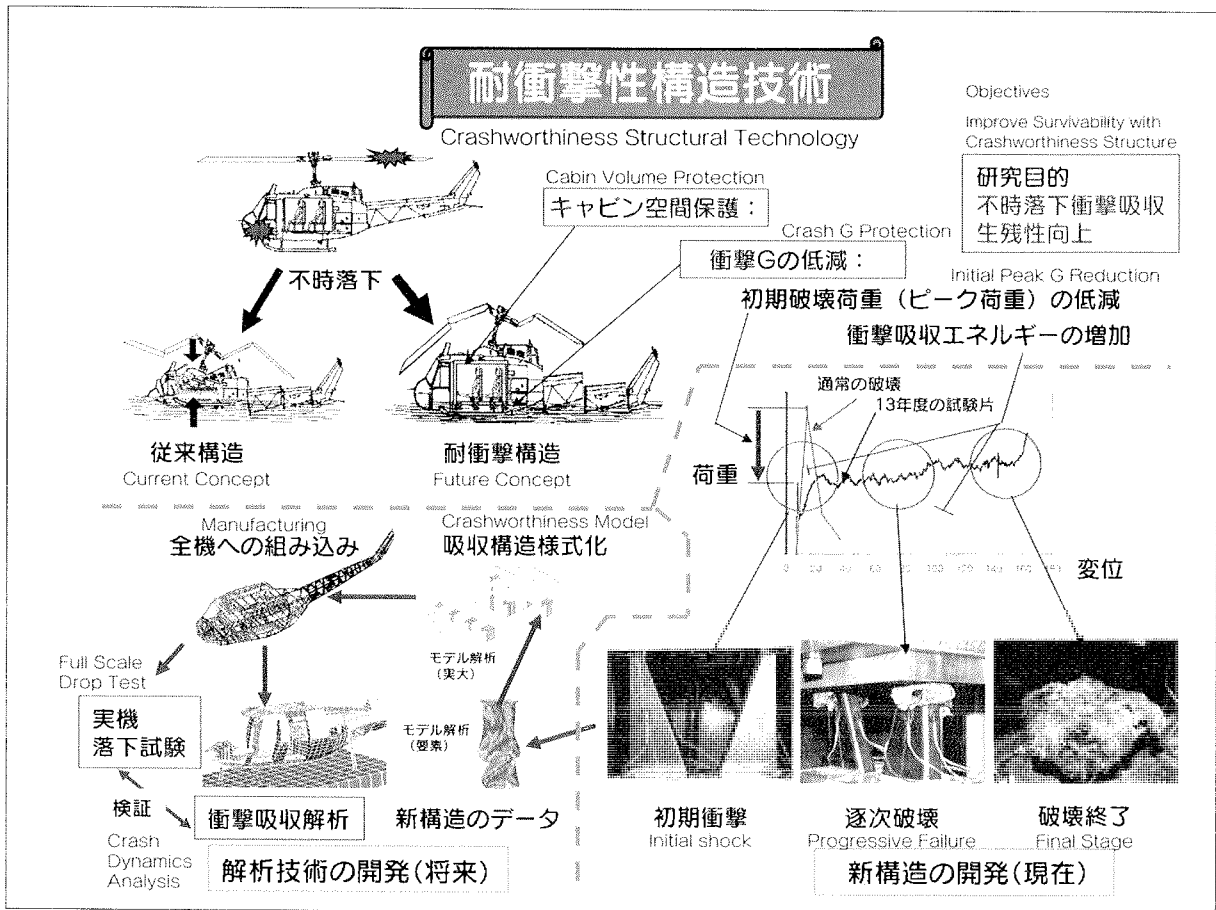 耐衝撃性構造技術
Crashworthiness Structural Technology
Objectives
Improve Survivability with
Crashworthiness Structure
研究目的
不時落下衝撃吸収
生残性向上
Cabin Volume Protection
キャビン空間保護：
Crash G Protection
衝撃Gの低減：
Initial Peak G Reduction
初期破壊荷重（ピーク荷重）の低減
衝撃吸収エネルギーの増加
不時落下
従来構造
Current Concept
耐衝撃構造
Future Concept
通常の破壊
13年度の試験片
荷重
0 20 40 60 80 100 120 140 160
変位
Manufacturing
全機への組み込み
Crashworthiness Model
吸収構造様式化
モデル解析
（実大）
モデル解析
（要素）
Full Scale
Drop Test
実機
落下試験
検証
衝撃吸収解析
新構造のデータ
Crash
Dynamics
Analysis
解析技術の開発（将来）
初期衝撃
Initial shock
逐次破壊
Progressive Failure
破壊終了
Final Stage
新構造の開発（現在）